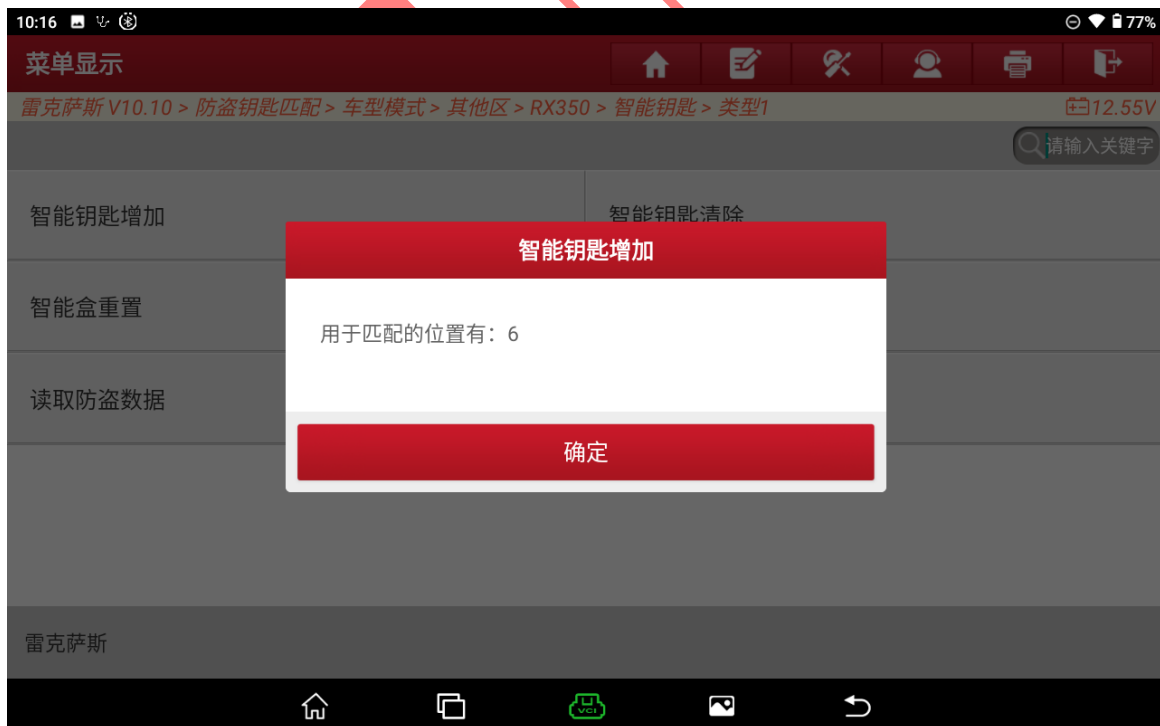 10:16
77%
菜单显示
雷克萨斯 V10.10 > 防盗钥匙匹配 > 车型模式 > 其他区 > RX350 > 智能钥匙 > 类型1
12.55V
请输入关键字
智能钥匙增加
智能钥匙清除
智能钥匙增加
智能盒重置
用于匹配的位置有：6
读取防盗数据
确定
雷克萨斯
VCI